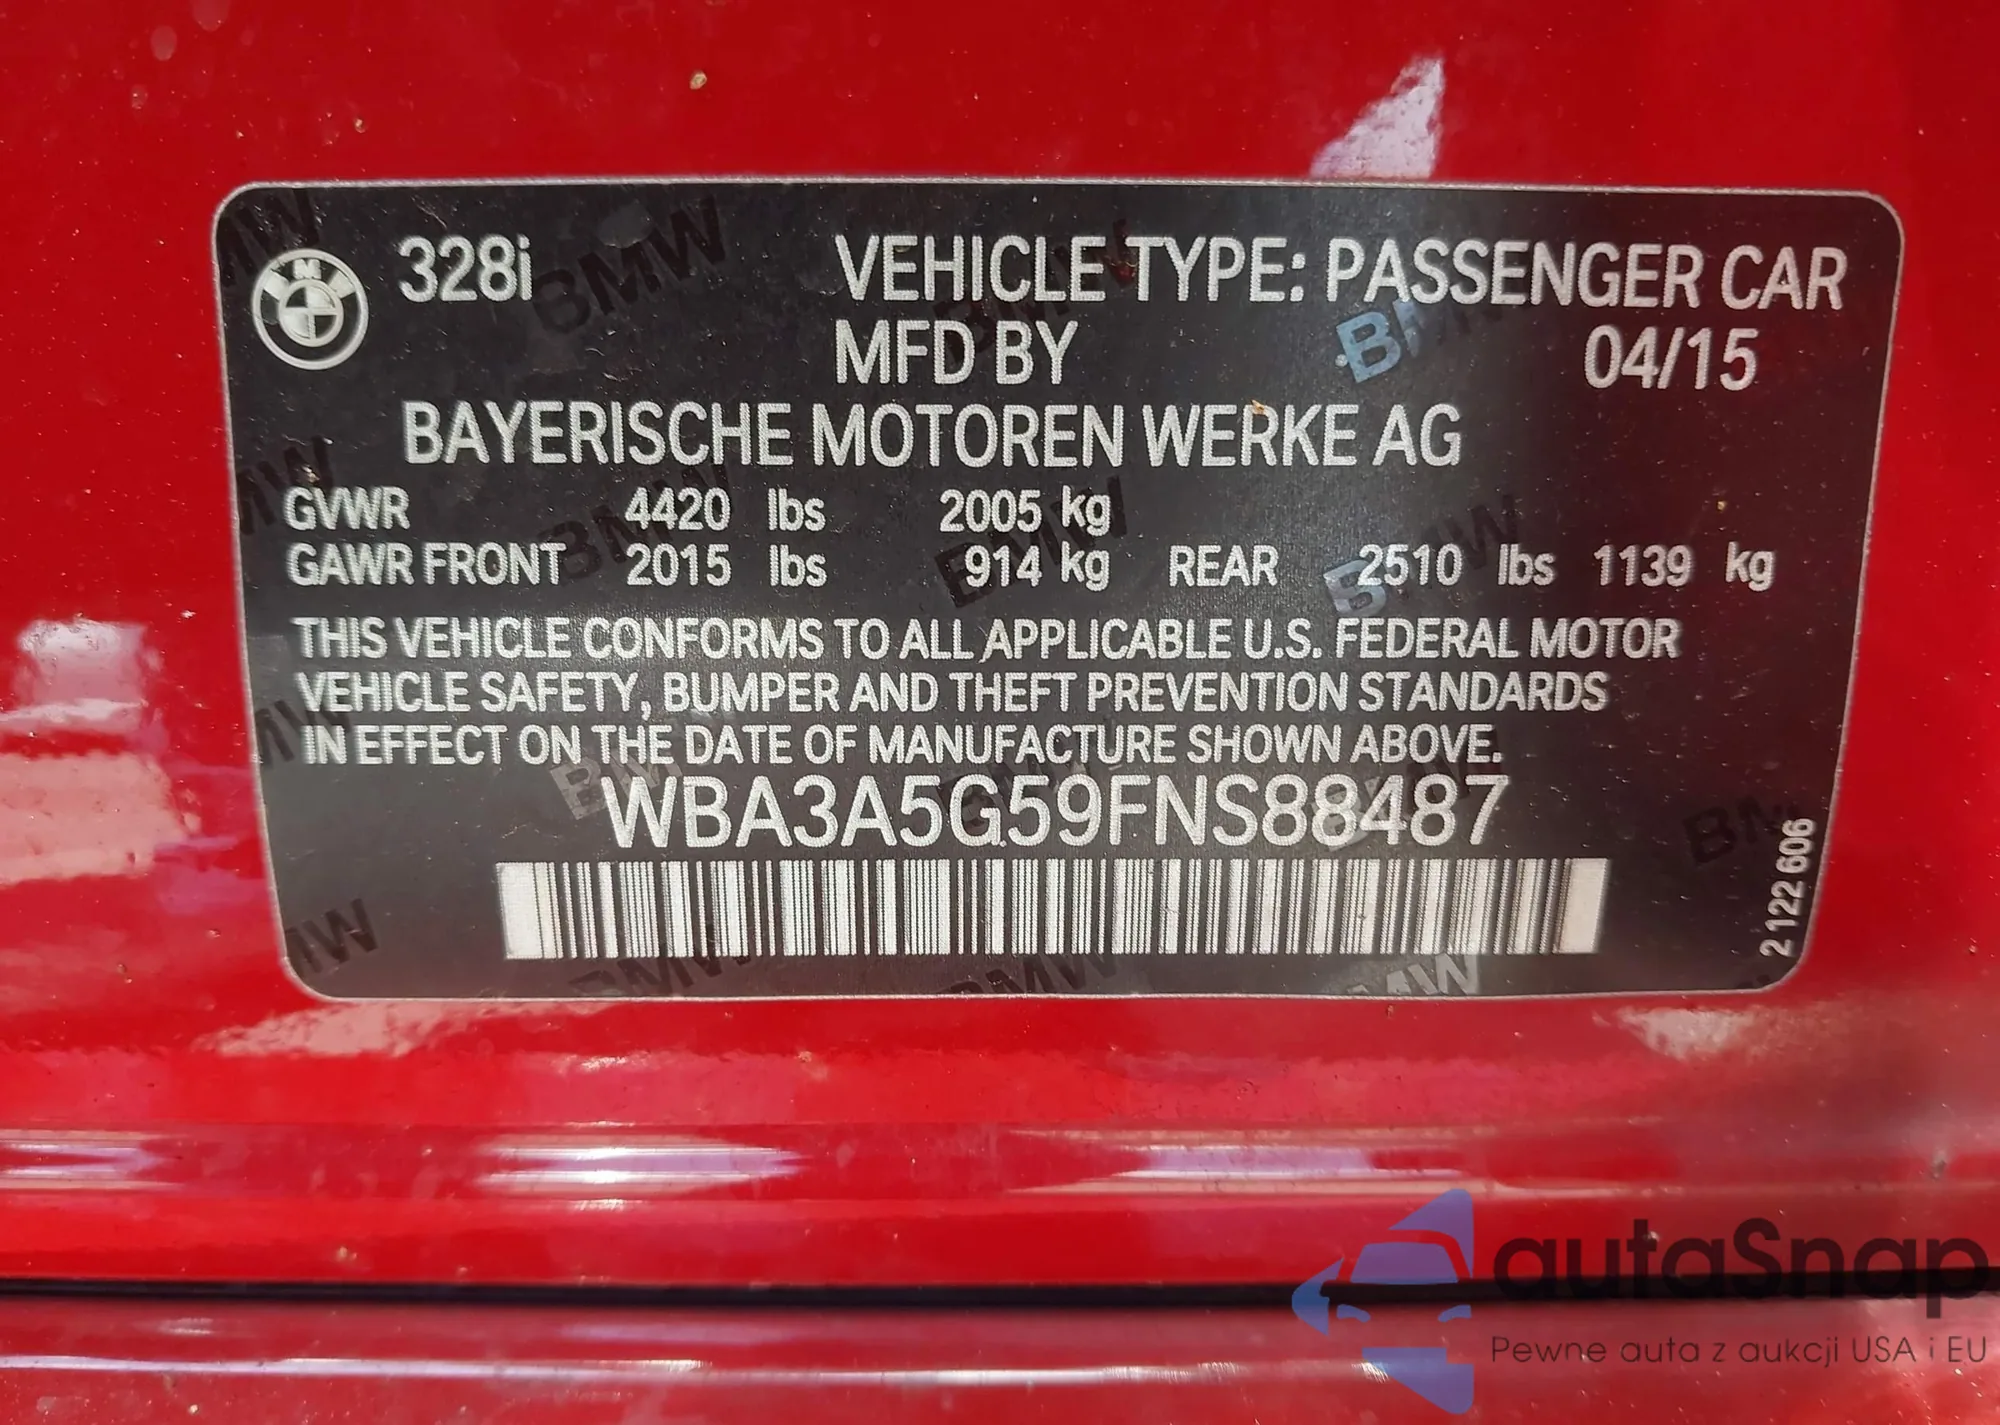 328i VEHICLE TYPE: PASSENGER CAR
MFD BY 04/15
BAYERISCHE MOTOREN WERKE AG
GVWR 4420 lbs 2005 kg
GAWR FRONT 2015 lbs 914 kg REAR 2510 lbs 1139 kg
THIS VEHICLE CONFORMS TO ALL APPLICABLE U.S. FEDERAL MOTOR
VEHICLE SAFETY, BUMPER AND THEFT PREVENTION STANDARDS
IN EFFECT ON THE DATE OF MANUFACTURE SHOWN ABOVE.
WBA3A5G59FNS88487
2 122 606
autaSnap
Pewne auta z aukcji USA i EU